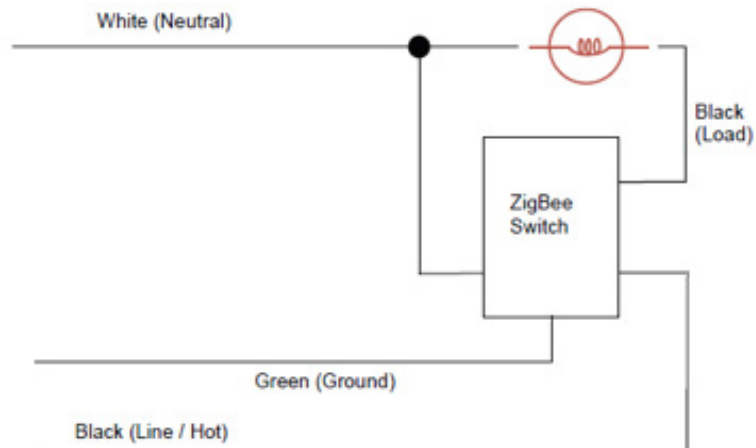 White (Neutral)
Black
(Load)
ZigBee
Switch
Green (Ground)
Black (Line / Hot)